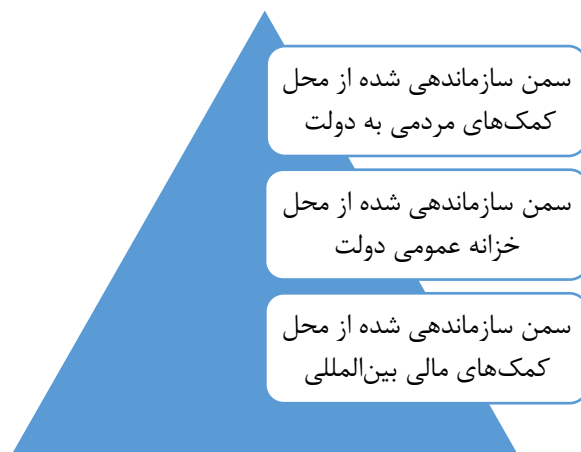 سمن سازماندهی شده از محل
کمک‌های مردمی به دولت
سمن سازماندهی شده از محل
خزانه عمومی دولت
سمن سازماندهی شده از محل
کمک‌های مالی بین‌المللی